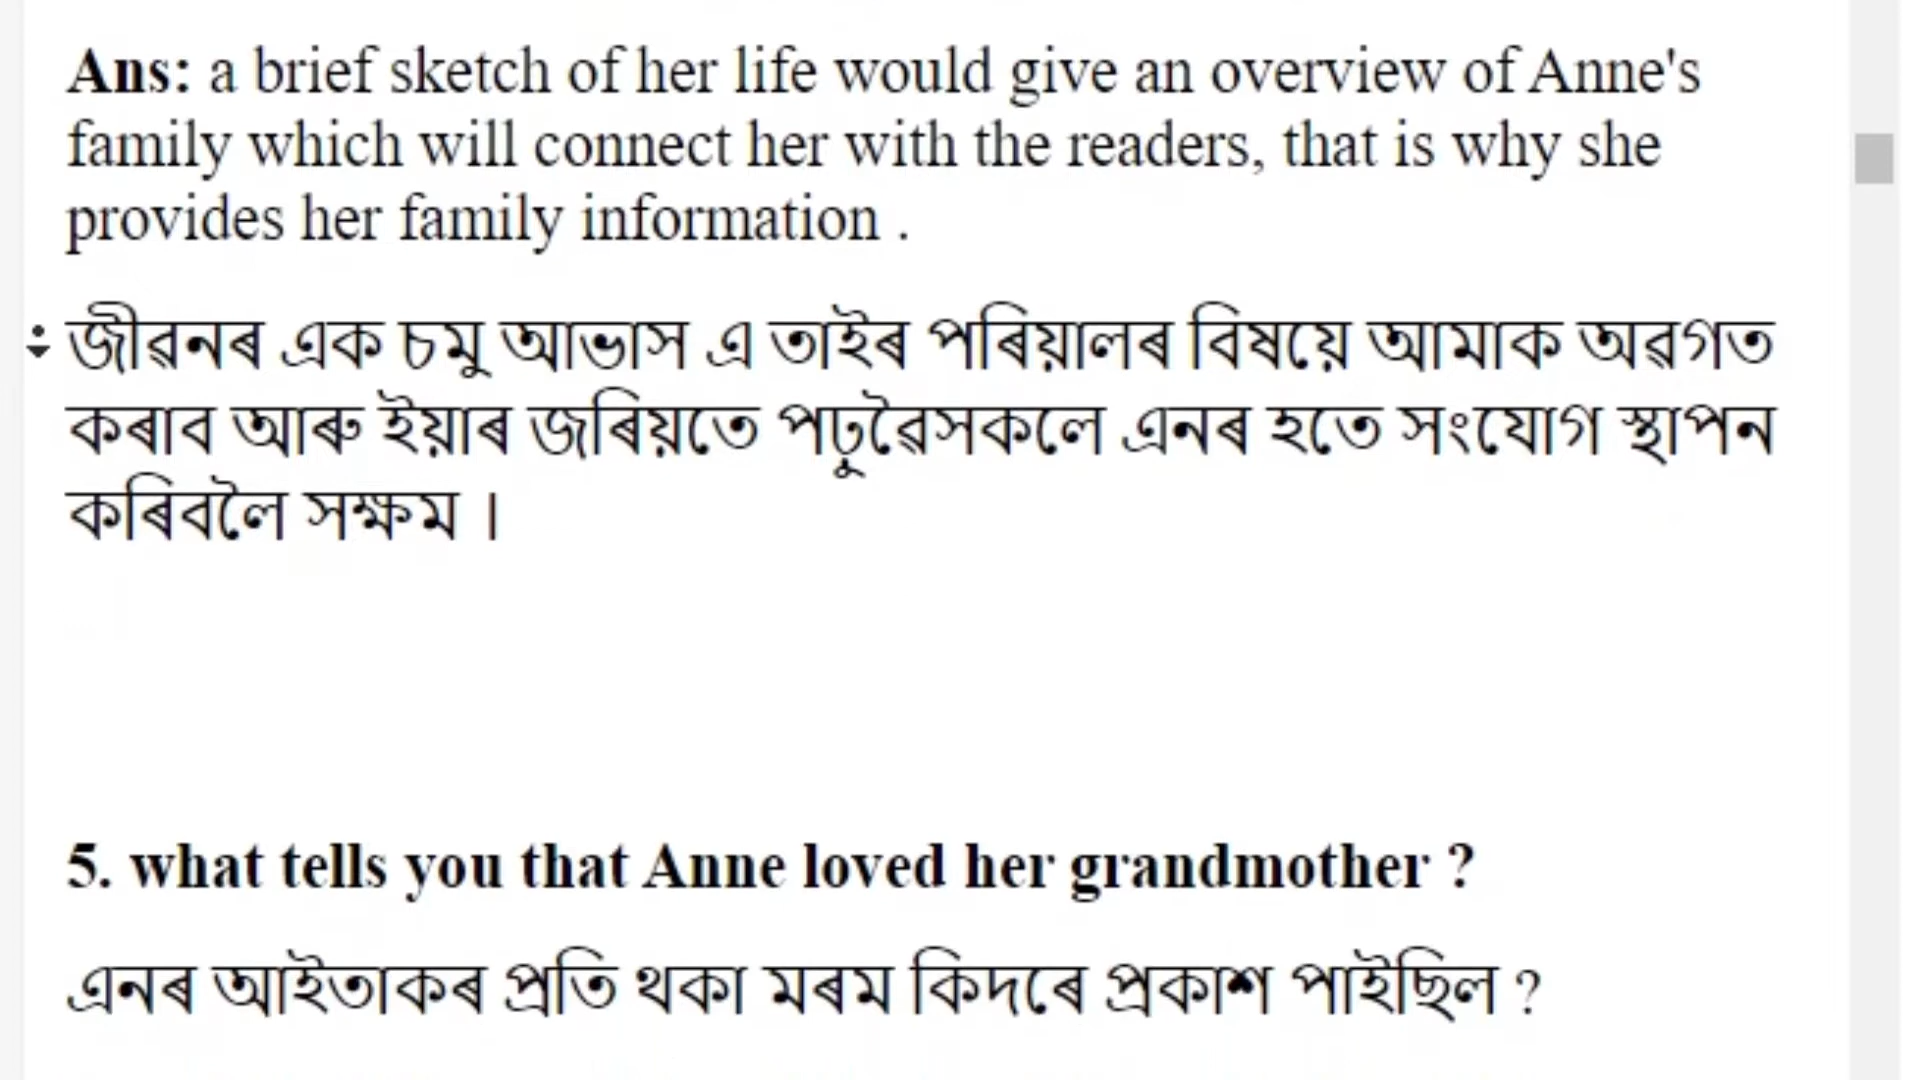 Ans: a brief sketch of her life would give an overview of Anne's
family which will connect her with the readers, that is why she
provides her family information .
জীৱনৰ এক চমু আভাস এ তাইৰ পৰিয়ালৰ বিষয়ে আমাক অৱগত
কৰাব আৰু ইয়াৰ জৰিয়তে পঢ়ুৱৈসকলে এনৰ হতে সংযোগ স্থাপন
কৰিবলৈ সক্ষম ।
5. what tells you that Anne loved her grandmother ?
এনৰ আইতাকৰ প্ৰতি থকা মৰম কিদৰে প্ৰকাশ পাইছিল ?